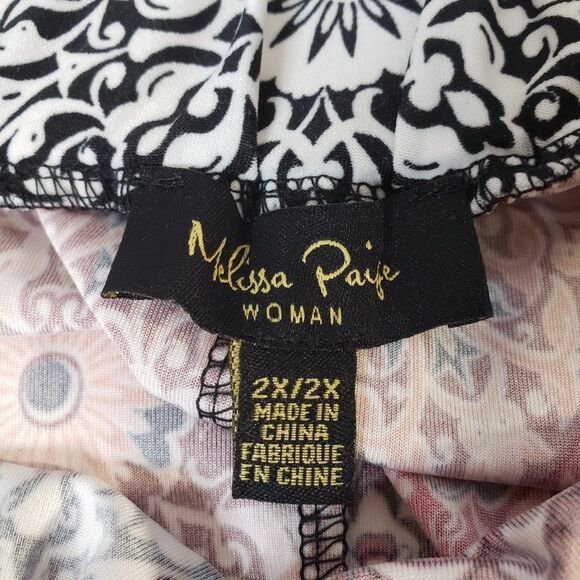 Melissa Paige
WOMAN
2X/2X
MADE IN
CHINA
FABRIQUE
EN CHINE